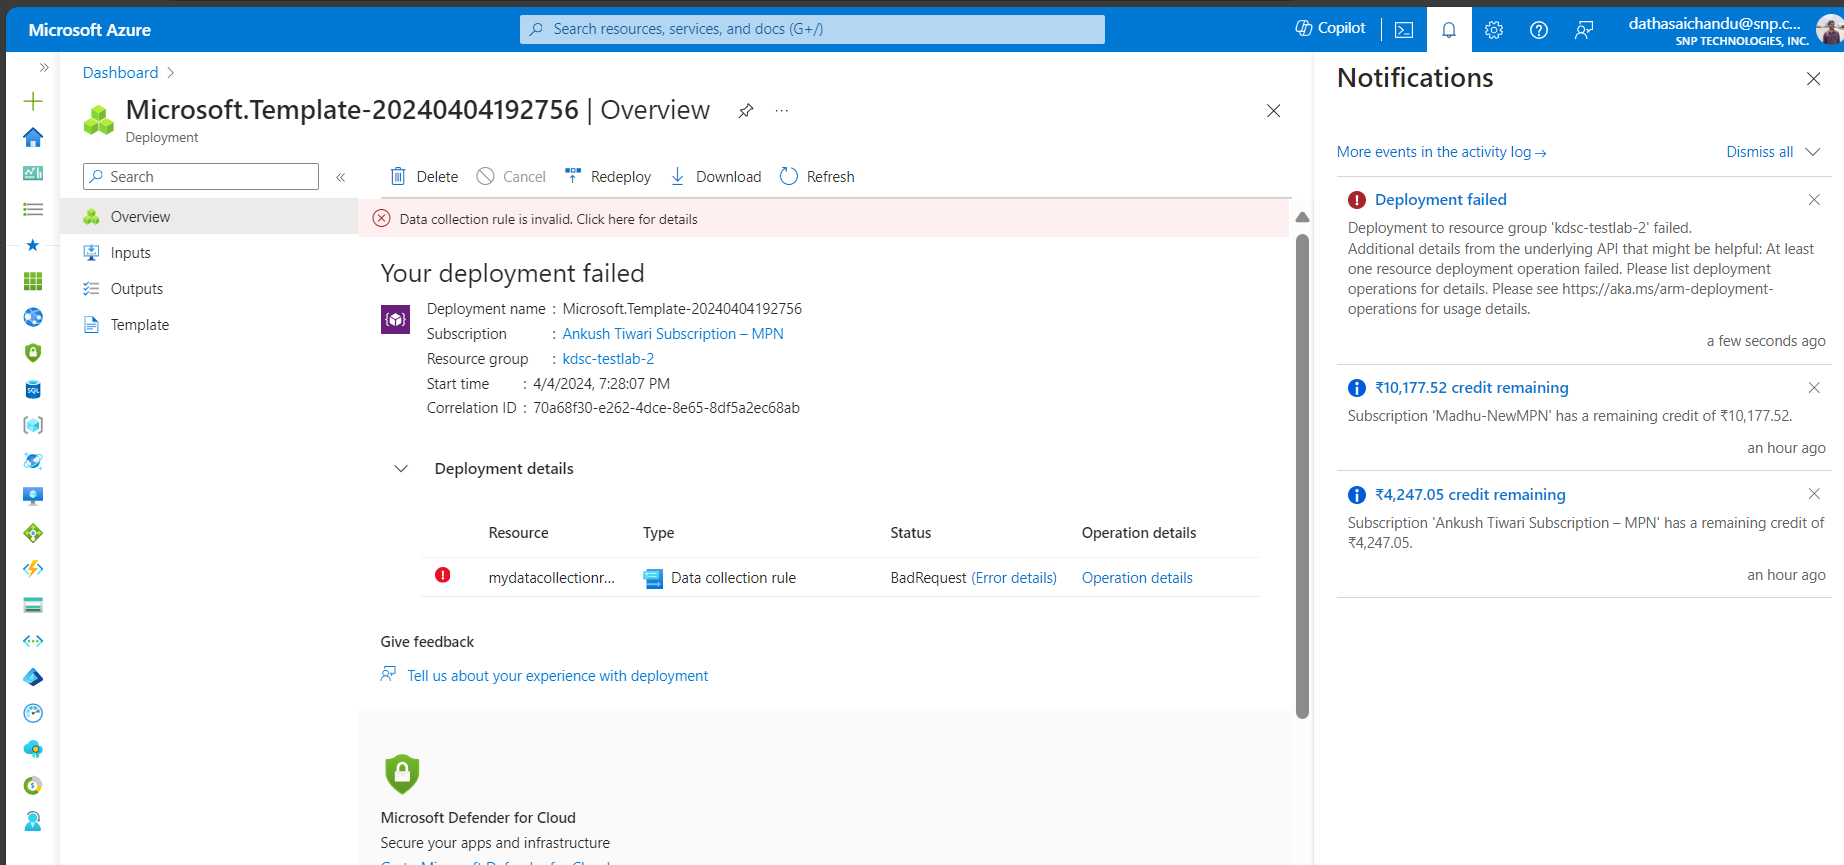 Microsoft Azure
Search resources, services, and docs (G+/)
Copilot
dathasaichandu@snp.c...
SNP TECHNOLOGIES, INC.
Dashboard
Microsoft.Template-20240404192756 | Overview
Deployment
Search
Delete
Cancel
Redeploy
Download
Refresh
Overview
Inputs
Outputs
Template
Data collection rule is invalid. Click here for details
Your deployment failed
Deployment name : Microsoft.Template-20240404192756
Subscription : Ankush Tiwari Subscription – MPN
Resource group : kdsc-testlab-2
Start time : 4/4/2024, 7:28:07 PM
Correlation ID : 70a68f30-e262-4dce-8e65-8df5a2ec68ab
Deployment details
Resource Type Status Operation details
mydatacollectionr... Data collection rule BadRequest (Error details) Operation details
Give feedback
Tell us about your experience with deployment
Microsoft Defender for Cloud
Secure your apps and infrastructure
Notifications
More events in the activity log →
Dismiss all
Deployment failed
Deployment to resource group 'kdsc-testlab-2' failed.
Additional details from the underlying API that might be helpful: At least
one resource deployment operation failed. Please list deployment
operations for details. Please see https://aka.ms/arm-deployment-
operations for usage details.
a few seconds ago
₹10,177.52 credit remaining
Subscription 'Madhu-NewMPN' has a remaining credit of ₹10,177.52.
an hour ago
₹4,247.05 credit remaining
Subscription 'Ankush Tiwari Subscription – MPN' has a remaining credit of
₹4,247.05.
an hour ago